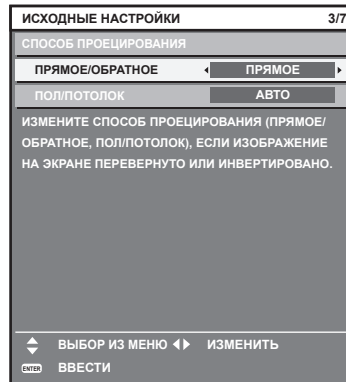 ИСХОДНЫЕ НАСТРОЙКИ 3/7
СПОСОБ ПРОЕЦИРОВАНИЯ
ПРЯМОЕ/ОБРАТНОЕ ПРЯМОЕ
ПОЛ/ПОТОЛОК АВТО
ИЗМЕНИТЕ СПОСОБ ПРОЕЦИРОВАНИЯ (ПРЯМОЕ/
ОБРАТНОЕ, ПОЛ/ПОТОЛОК), ЕСЛИ ИЗОБРАЖЕНИЕ
НА ЭКРАНЕ ПЕРЕВЕРНУТО ИЛИ ИНВЕРТИРОВАНО.
ВЫБОР ИЗ МЕНЮ ИЗМЕНИТЬ
ENTER ВВЕСТИ